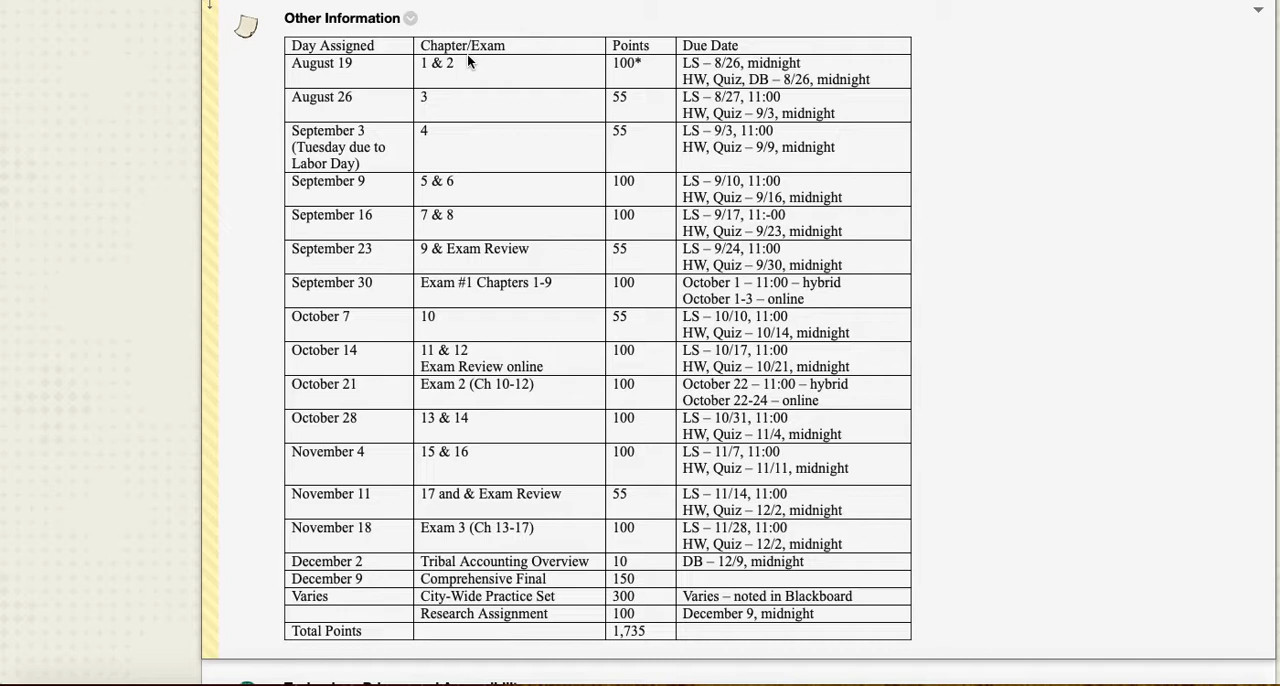 Other Information
Day Assigned Chapter/Exam Points Due Date
August 19 1 & 2 100* LS – 8/26, midnight
HW, Quiz, DB – 8/26, midnight
August 26 3 55 LS – 8/27, 11:00
HW, Quiz – 9/3, midnight
September 3 4 55 LS – 9/3, 11:00
(Tuesday due to HW, Quiz – 9/9, midnight
Labor Day)
September 9 5 & 6 100 LS – 9/10, 11:00
HW, Quiz – 9/16, midnight
September 16 7 & 8 100 LS – 9/17, 11:-00
HW, Quiz – 9/23, midnight
September 23 9 & Exam Review 55 LS – 9/24, 11:00
HW, Quiz – 9/30, midnight
September 30 Exam #1 Chapters 1-9 100 October 1 – 11:00 – hybrid
October 1-3 – online
October 7 10 55 LS – 10/10, 11:00
HW, Quiz – 10/14, midnight
October 14 11 & 12 100 LS – 10/17, 11:00
Exam Review online HW, Quiz – 10/21, midnight
October 21 Exam 2 (Ch 10-12) 100 October 22 – 11:00 – hybrid
October 22-24 – online
October 28 13 & 14 100 LS – 10/31, 11:00
HW, Quiz – 11/4, midnight
November 4 15 & 16 100 LS – 11/7, 11:00
HW, Quiz – 11/11, midnight
November 11 17 and & Exam Review 55 LS – 11/14, 11:00
HW, Quiz – 12/2, midnight
November 18 Exam 3 (Ch 13-17) 100 LS – 11/28, 11:00
HW, Quiz – 12/2, midnight
December 2 Tribal Accounting Overview 10 DB – 12/9, midnight
December 9 Comprehensive Final 150
Varies City-Wide Practice Set 300 Varies – noted in Blackboard
Research Assignment 100 December 9, midnight
Total Points 1,735